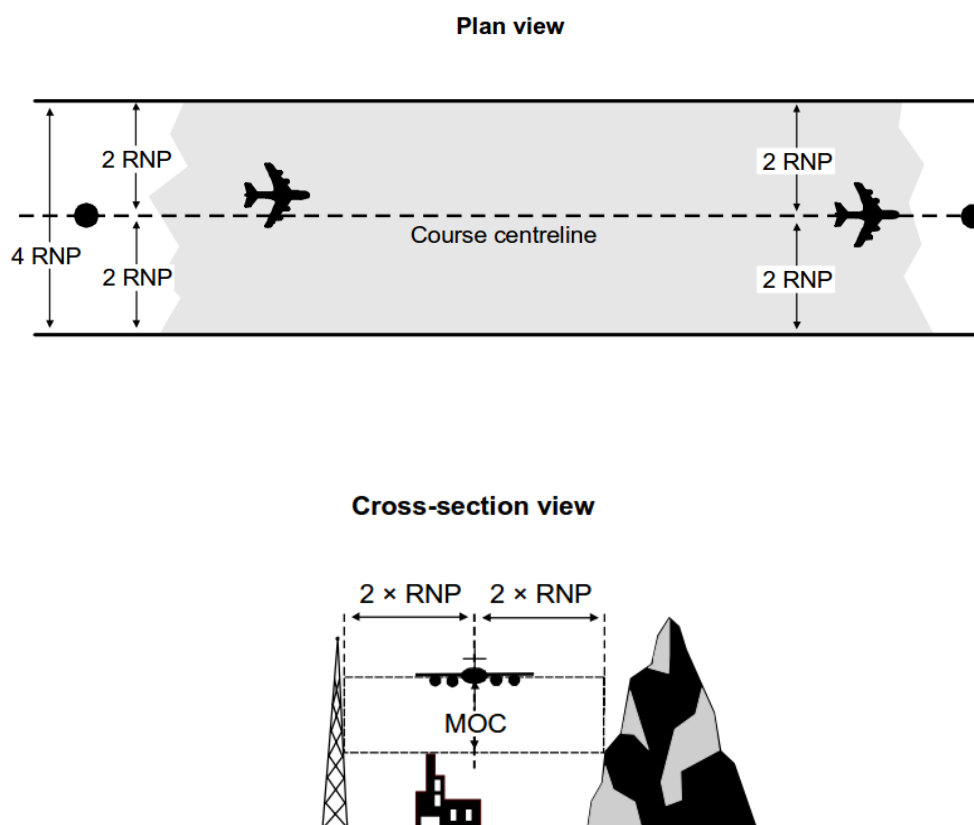 Plan view
2 RNP
2 RNP
Course centreline
4 RNP
2 RNP
2 RNP
Cross-section view
2 × RNP 2 × RNP
MOC